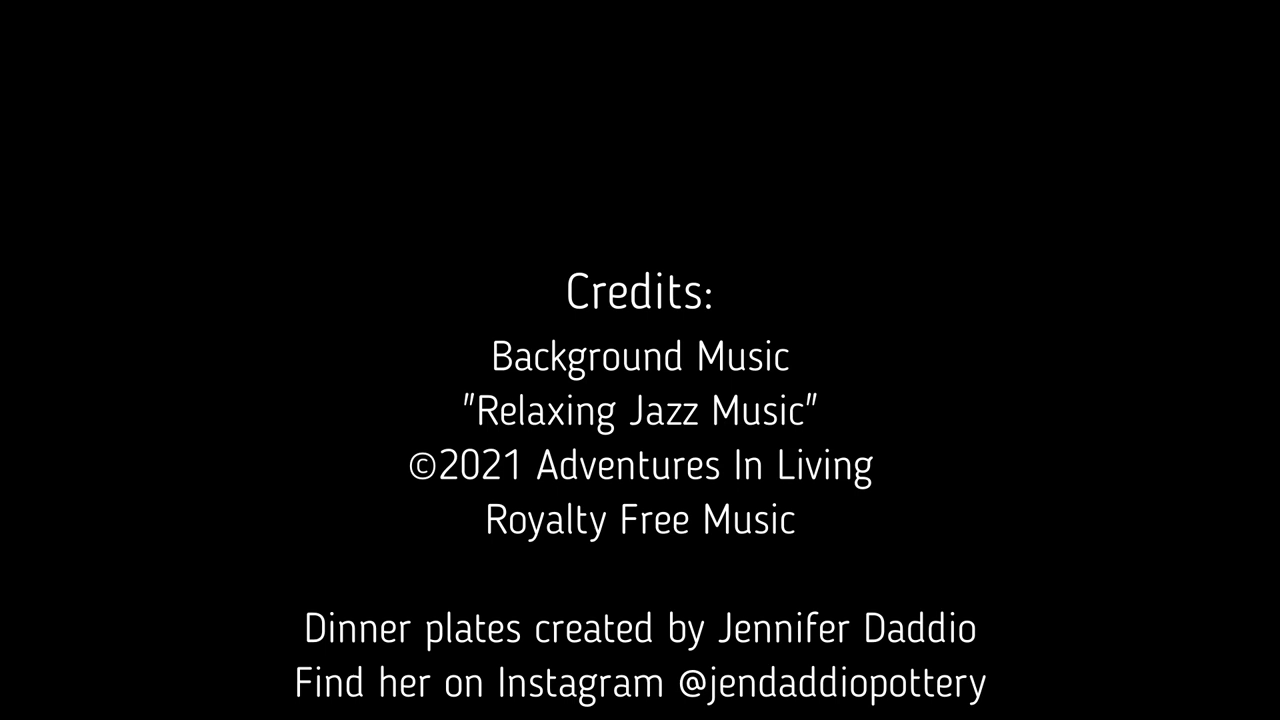 Credits:
Background Music
"Relaxing Jazz Music"
©2021 Adventures In Living
Royalty Free Music
Dinner plates created by Jennifer Daddio
Find her on Instagram @jendaddiopottery